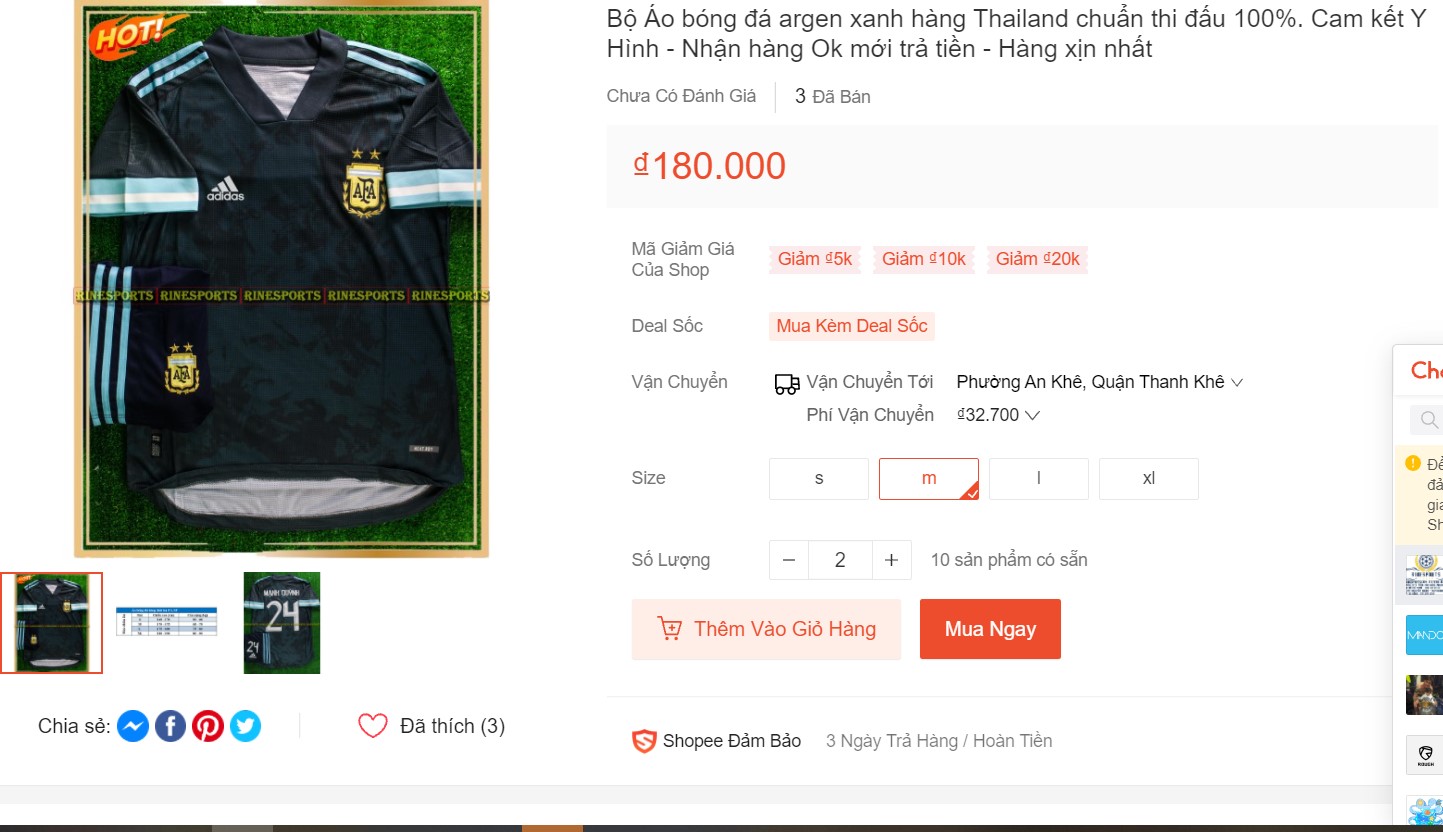 HOT!
adidas
AFA
AFA
RINESPORTS | RINESPORTS | RINESPORTS | RINESPORTS | RINESPORTS
Bộ Áo bóng đá argen xanh hàng Thailand chuẩn thi đấu 100%. Cam kết Y
Hình - Nhận hàng Ok mới trả tiền - Hàng xịn nhất
Chưa Có Đánh Giá
3 Đã Bán
₫180.000
Mã Giảm Giá
Của Shop
Giảm ₫5k
Giảm ₫10k
Giảm ₫20k
Deal Sốc
Mua Kèm Deal Sốc
Vận Chuyển
Vận Chuyển Tới
Phường An Khê, Quận Thanh Khê
Phí Vận Chuyển
₫32.700
Size
s
m
l
xl
Số Lượng
2
10 sản phẩm có sẵn
Thêm Vào Giỏ Hàng
Mua Ngay
MẠNH QUỲNH
24
24
Chia sẻ:
Đã thích (3)
Shopee Đảm Bảo
3 Ngày Trả Hàng / Hoàn Tiền
Cha
Để
đả
gia
Sh
RINESPORTS
MANDO
ROUGH